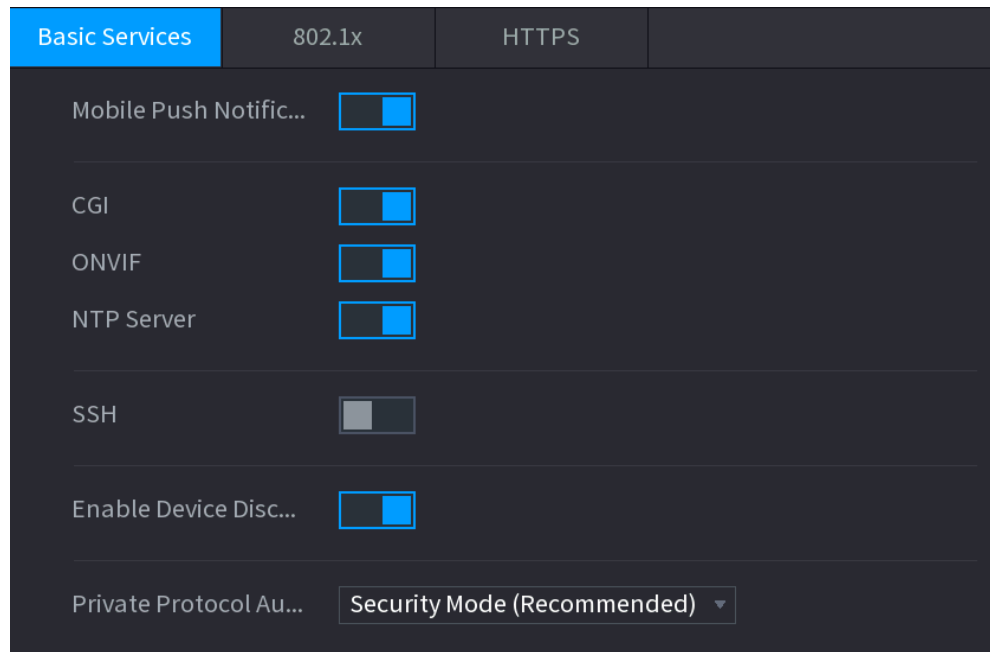 Basic Services 802.1x HTTPS
Mobile Push Notific...
CGI
ONVIF
NTP Server
SSH
Enable Device Disc...
Private Protocol Au... Security Mode (Recommended)